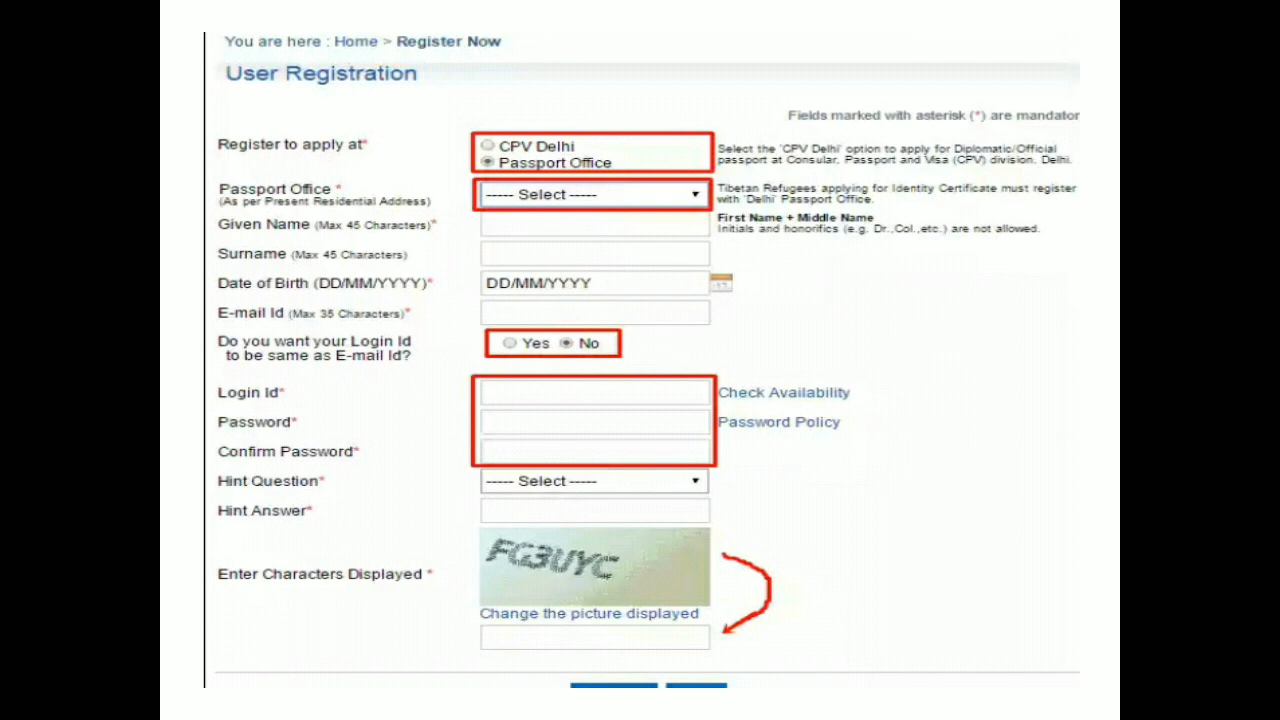 You are here : Home > Register Now
User Registration
Fields marked with asterisk (*) are mandator
Register to apply at*
CPV Delhi
Passport Office
Select the 'CPV Delhi' option to apply for Diplomatic/Official
passport at Consular, Passport and Visa (CPV) division, Delhi.
Passport Office *
(As per Present Residential Address)
----- Select -----
Tibetan Refugees applying for Identity Certificate must register
with 'Delhi' Passport Office.
Given Name (Max 45 Characters)*
First Name + Middle Name
Initials and honorifics (e.g. Dr.,Col.,etc.) are not allowed.
Surname (Max 45 Characters)
Date of Birth (DD/MM/YYYY)*
DD/MM/YYYY
E-mail Id (Max 35 Characters)*
Do you want your Login Id
to be same as E-mail Id?
Yes No
Login Id*
Check Availability
Password*
Password Policy
Confirm Password*
Hint Question*
----- Select -----
Hint Answer*
FG3UYC
Enter Characters Displayed *
Change the picture displayed